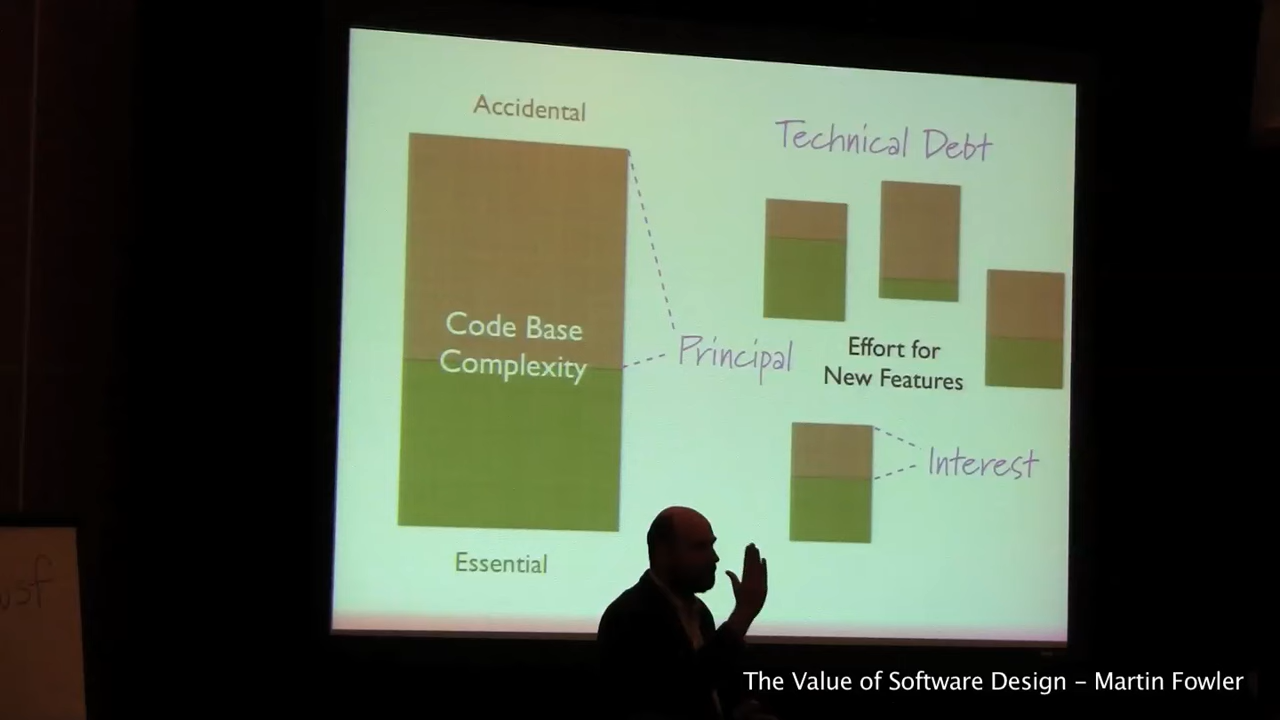 Accidental
Code Base
Complexity
Essential
Principal
Technical Debt
Effort for
New Features
Interest
The Value of Software Design - Martin Fowler